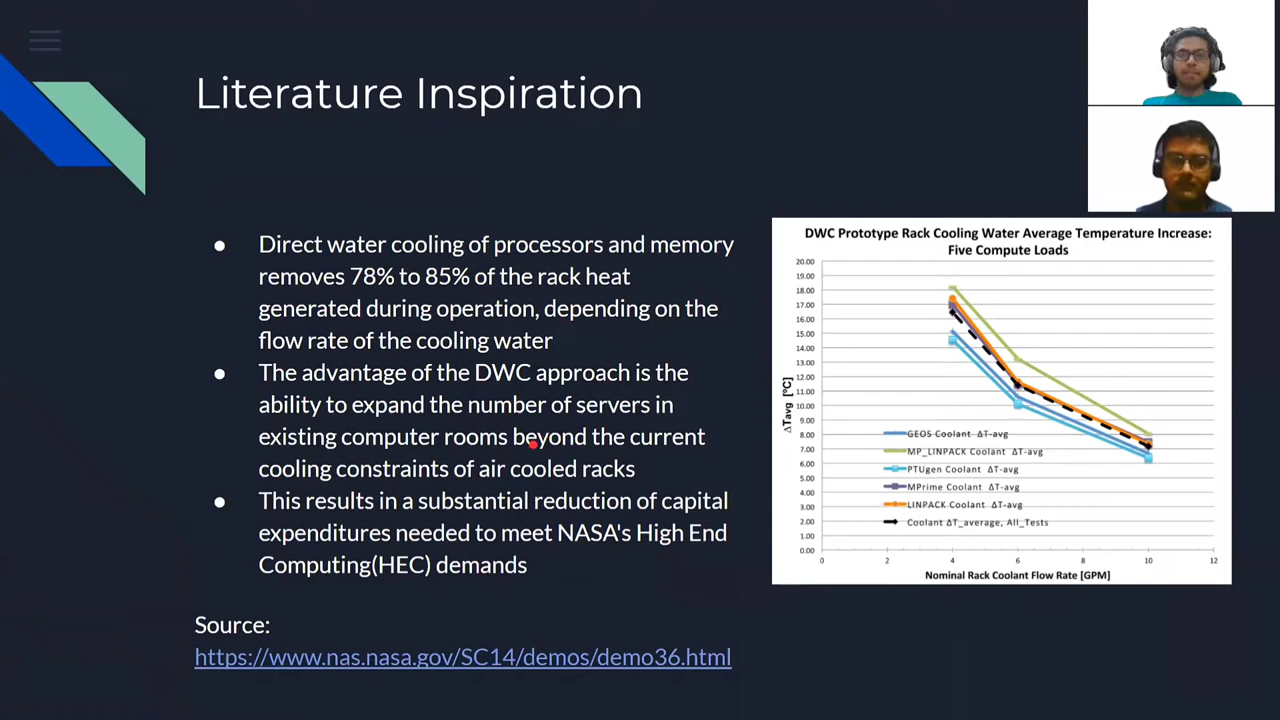 Literature Inspiration
● Direct water cooling of processors and memory
removes 78% to 85% of the rack heat
generated during operation, depending on the
flow rate of the cooling water
● The advantage of the DWC approach is the
ability to expand the number of servers in
existing computer rooms beyond the current
cooling constraints of air cooled racks
● This results in a substantial reduction of capital
expenditures needed to meet NASA's High End
Computing(HEC) demands
Source:
https://www.nas.nasa.gov/SC14/demos/demo36.html
DWC Prototype Rack Cooling Water Average Temperature Increase:
Five Compute Loads
20.00
19.00
18.00
17.00
16.00
15.00
14.00
13.00
12.00
11.00
10.00
9.00
8.00
7.00
6.00
5.00
4.00
3.00
2.00
1.00
0.00
ΔTavg [°C]
GEOS Coolant ΔT-avg
MP_LINPACK Coolant ΔT-avg
PTUgen Coolant ΔT-avg
MPrime Coolant ΔT-avg
LINPACK Coolant ΔT-avg
Coolant ΔT_average, All_Tests
0 2 4 6 8 10 12
Nominal Rack Coolant Flow Rate [GPM]